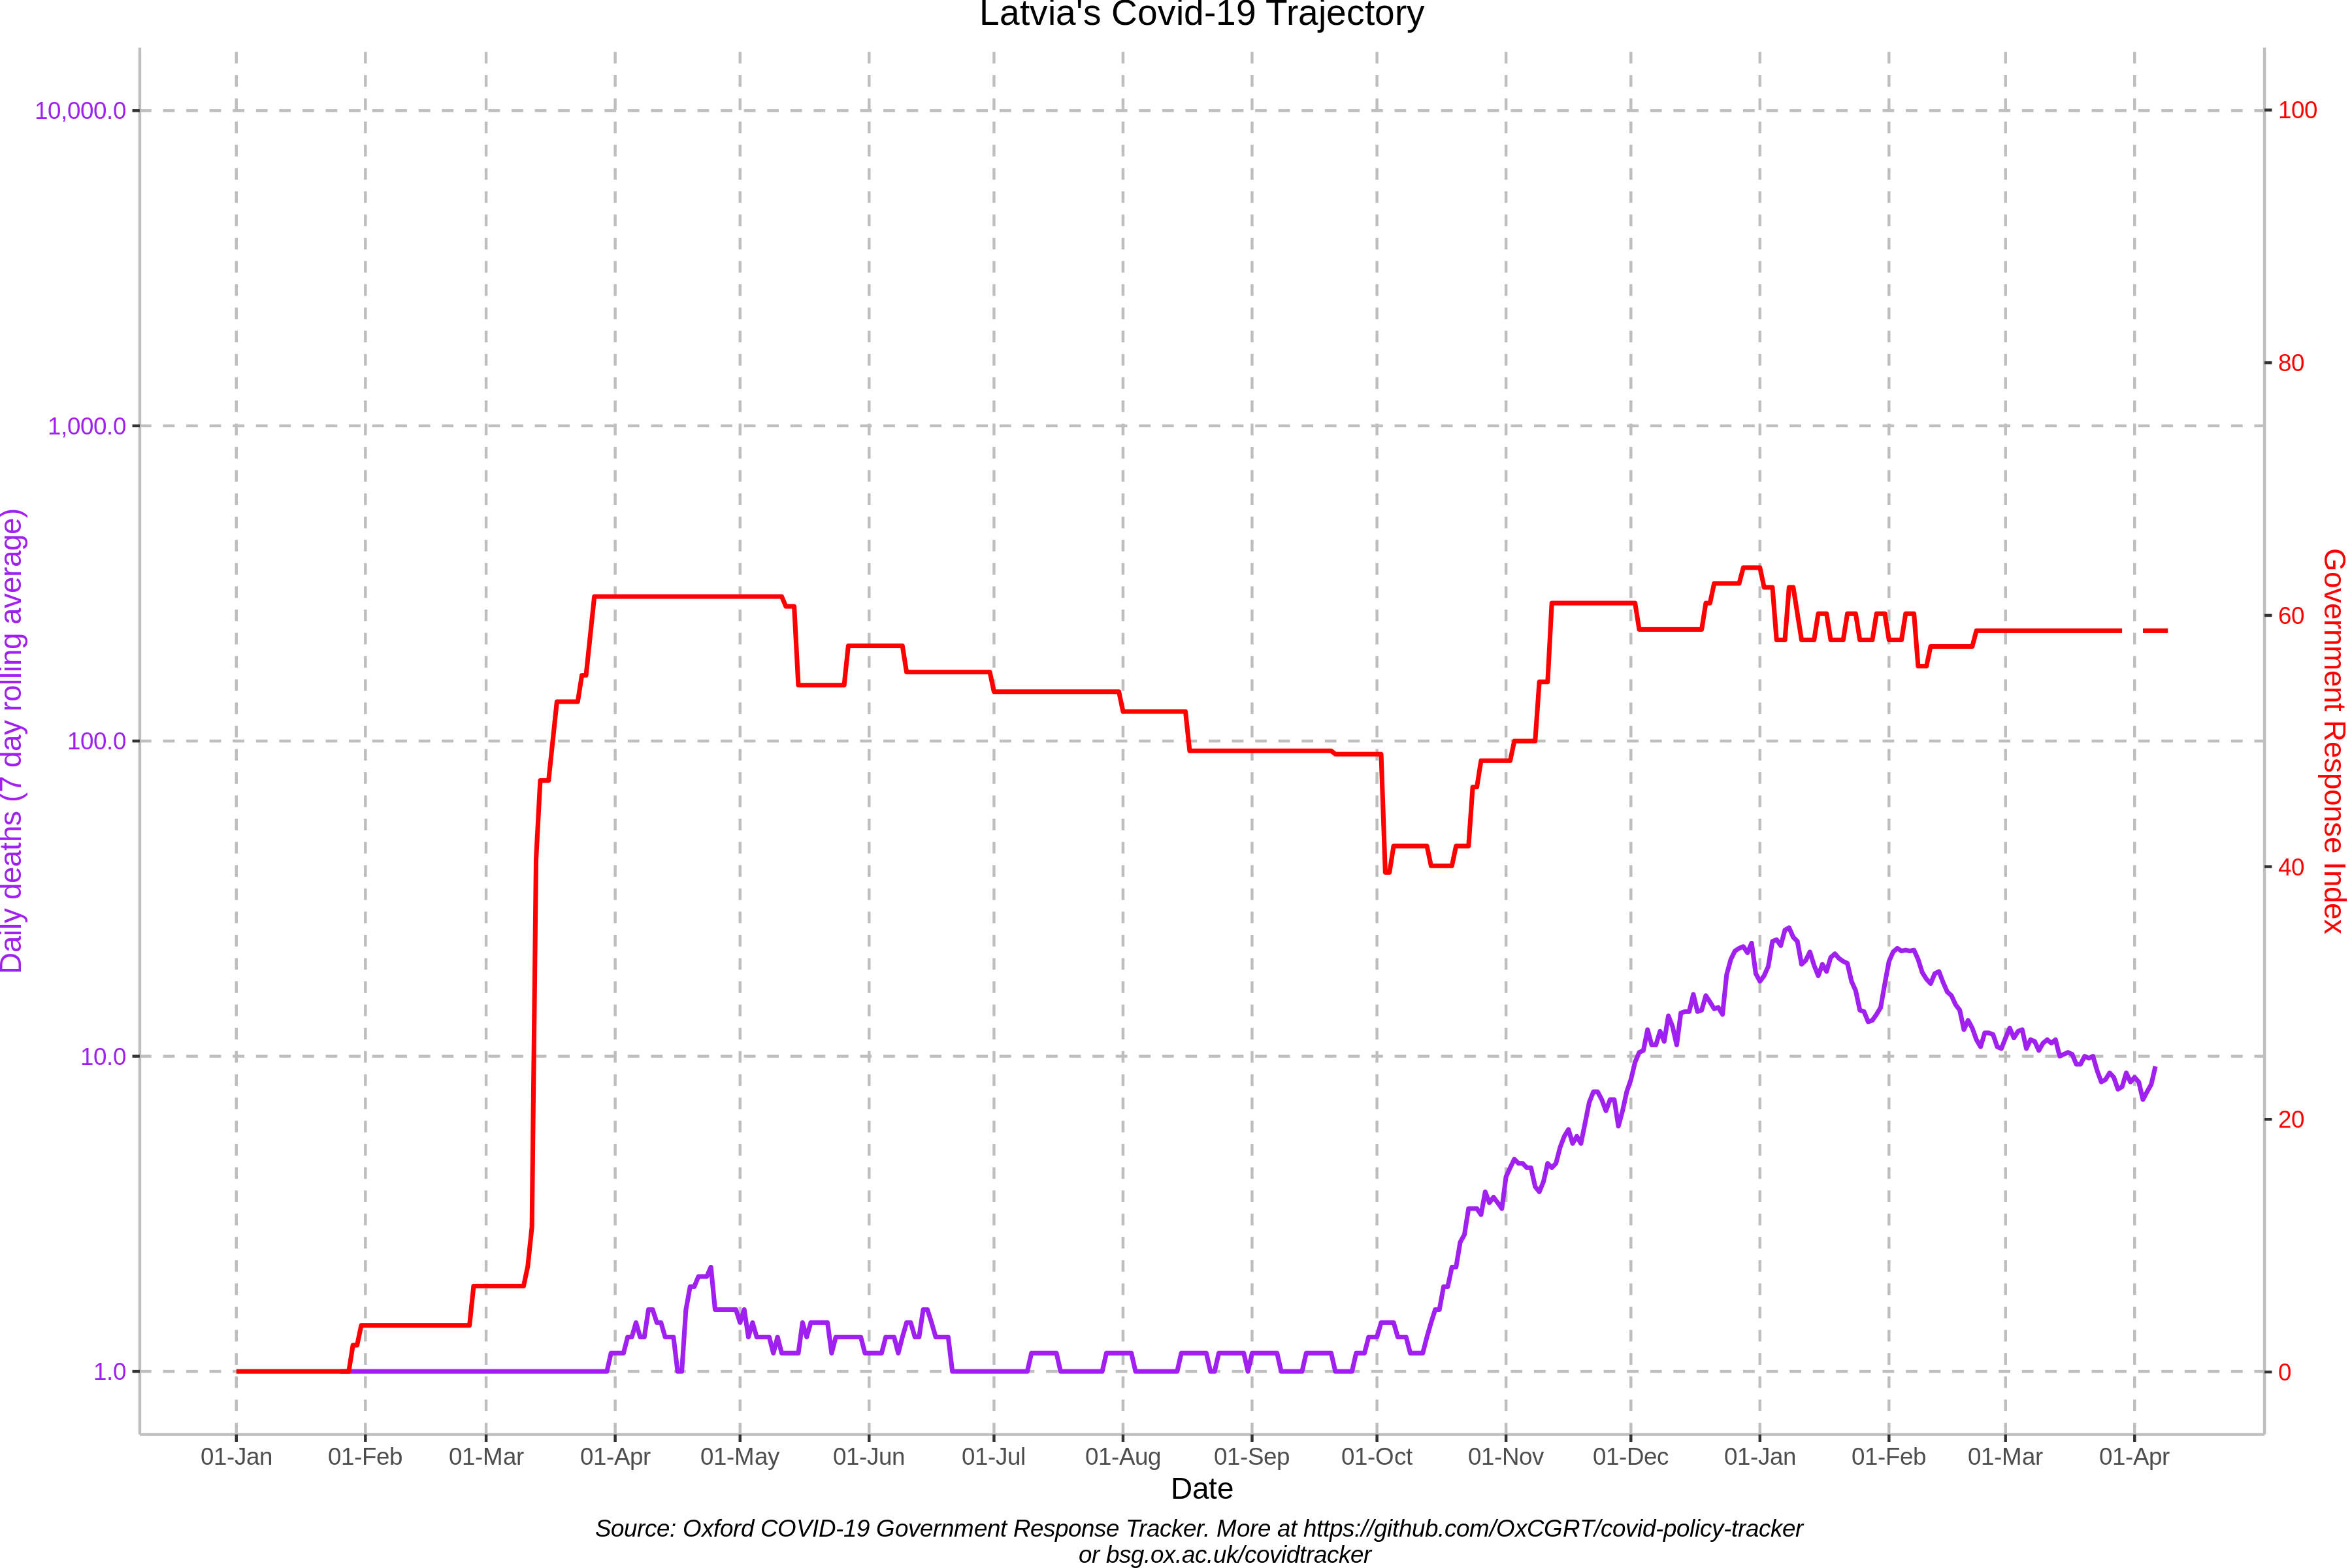 Latvia's Covid-19 Trajectory
10,000.0
1,000.0
100.0
10.0
1.0
Daily deaths (7 day rolling average)
100
80
60
40
20
0
Government Response Index
01-Jan 01-Feb 01-Mar 01-Apr 01-May 01-Jun 01-Jul 01-Aug 01-Sep 01-Oct 01-Nov 01-Dec 01-Jan 01-Feb 01-Mar 01-Apr
Date
Source: Oxford COVID-19 Government Response Tracker. More at https://github.com/OxCGRT/covid-policy-tracker
or bsg.ox.ac.uk/covidtracker